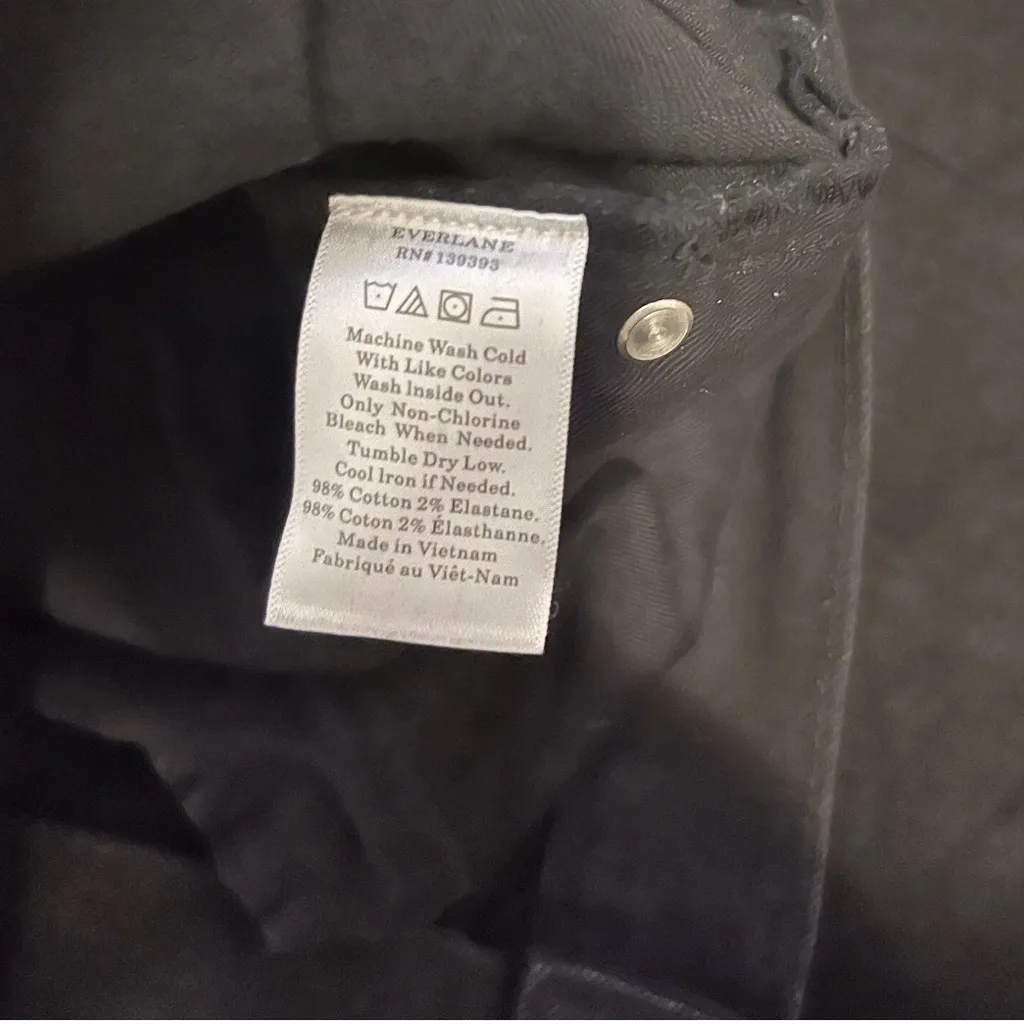 EVERLANE
RN# 139393
Machine Wash Cold
With Like Colors
Wash Inside Out.
Only Non-Chlorine
Bleach When Needed.
Tumble Dry Low.
Cool Iron if Needed.
98% Cotton 2% Elastane.
98% Coton 2% Élasthanne.
Made in Vietnam
Fabriqué au Viêt-Nam